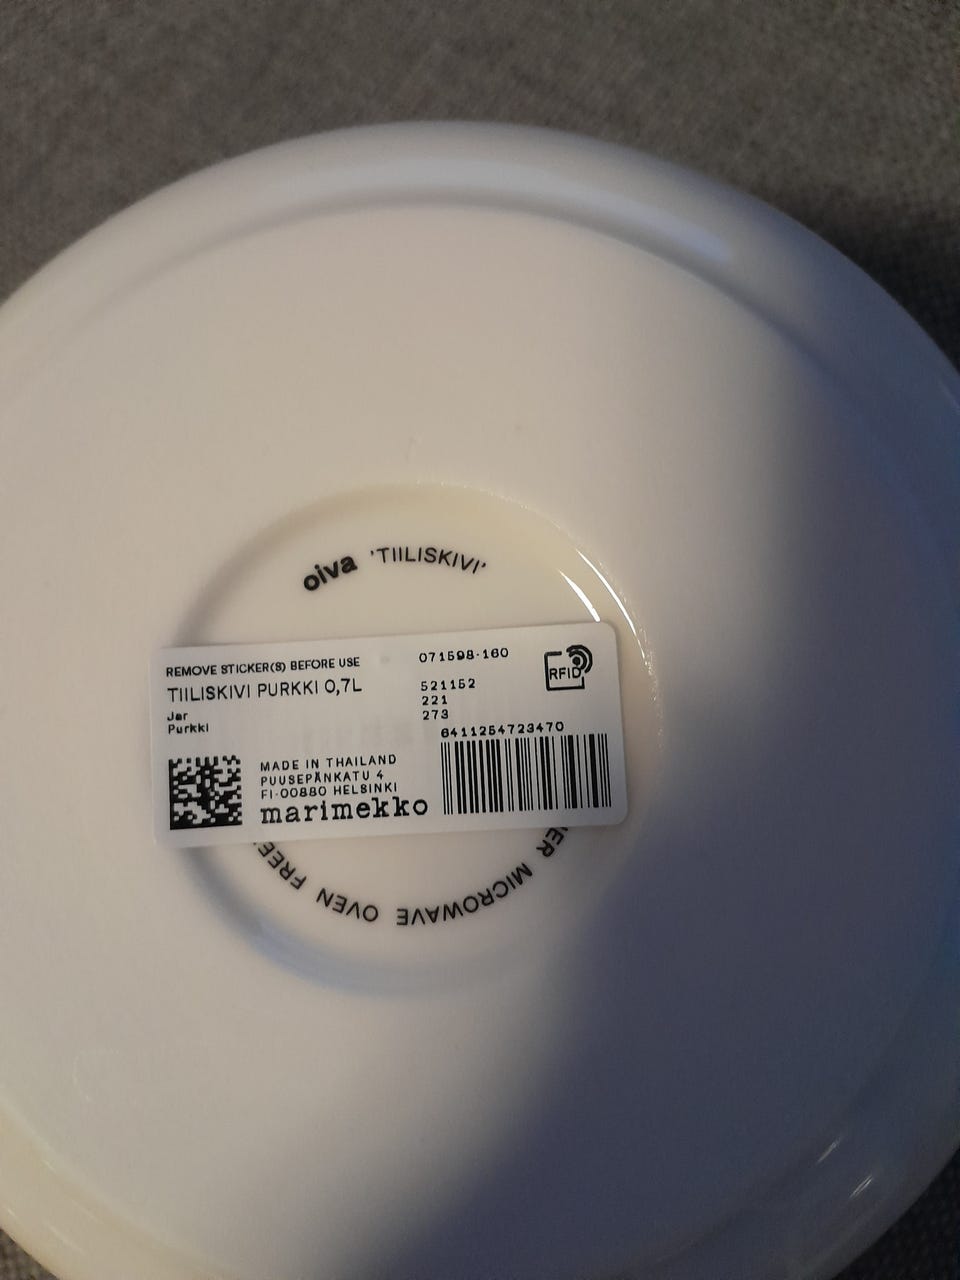 oiva 'TIILISKIVI'
REMOVE STICKER(S) BEFORE USE
TIILISKIVI PURKKI 0,7L
Jar
Purkki
071598-160
521152
221
273
RFID
6411254723470
MADE IN THAILAND
PUUSEPÄNKATU 4
FI-00880 HELSINKI
marimekko
MICROWAVE OVEN